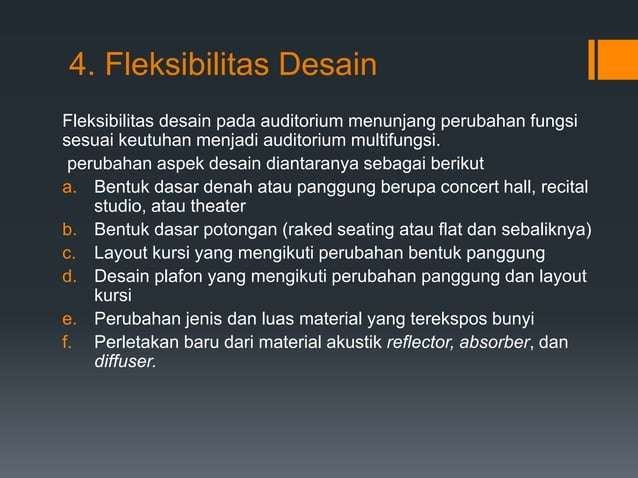 4. Fleksibilitas Desain
Fleksibilitas desain pada auditorium menunjang perubahan fungsi
sesuai keutuhan menjadi auditorium multifungsi.
perubahan aspek desain diantaranya sebagai berikut
a. Bentuk dasar denah atau panggung berupa concert hall, recital
studio, atau theater
b. Bentuk dasar potongan (raked seating atau flat dan sebaliknya)
c. Layout kursi yang mengikuti perubahan bentuk panggung
d. Desain plafon yang mengikuti perubahan panggung dan layout
kursi
e. Perubahan jenis dan luas material yang terekspos bunyi
f. Perletakan baru dari material akustik reflector, absorber, dan
diffuser.